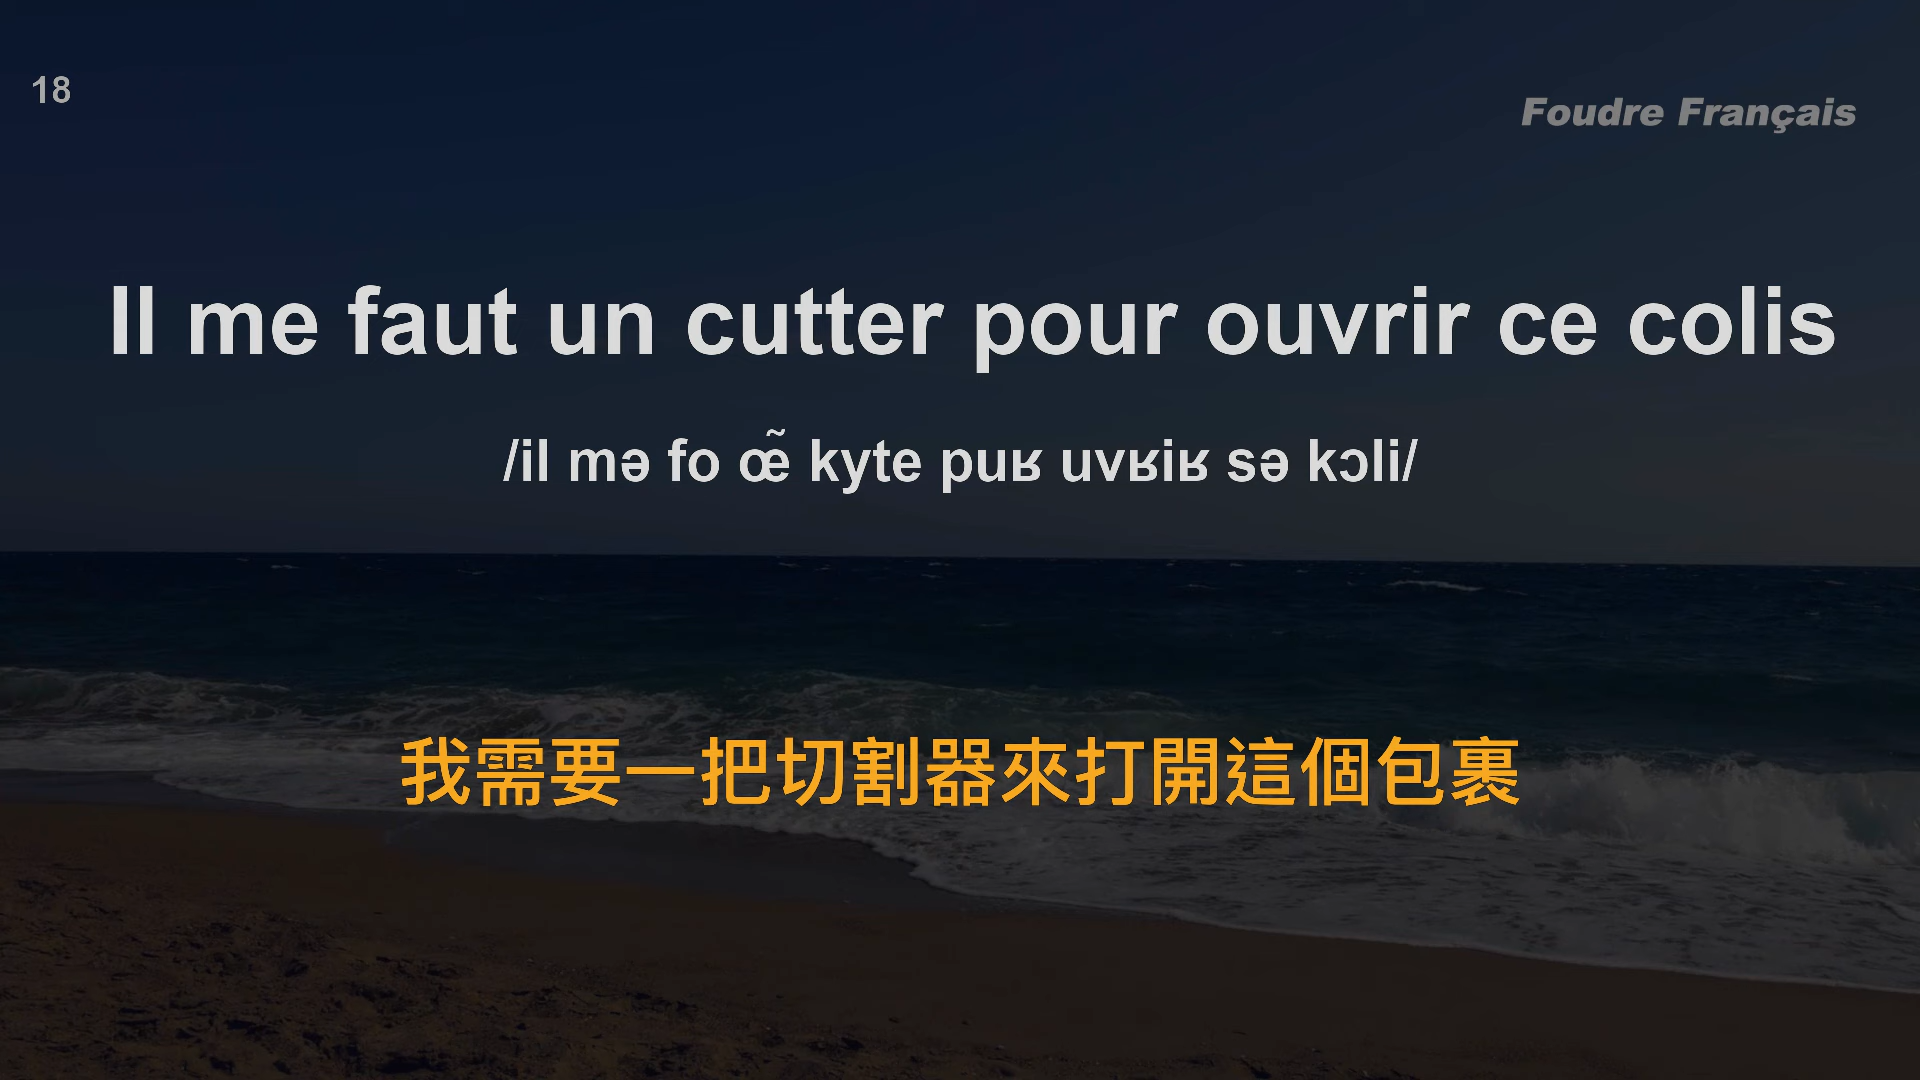 18
Foudre Français
Il me faut un cutter pour ouvrir ce colis
/il mə fo œ̃ kyte puʁ uvʁiʁ sə kɔli/
我需要一把切割器來打開這個包裹